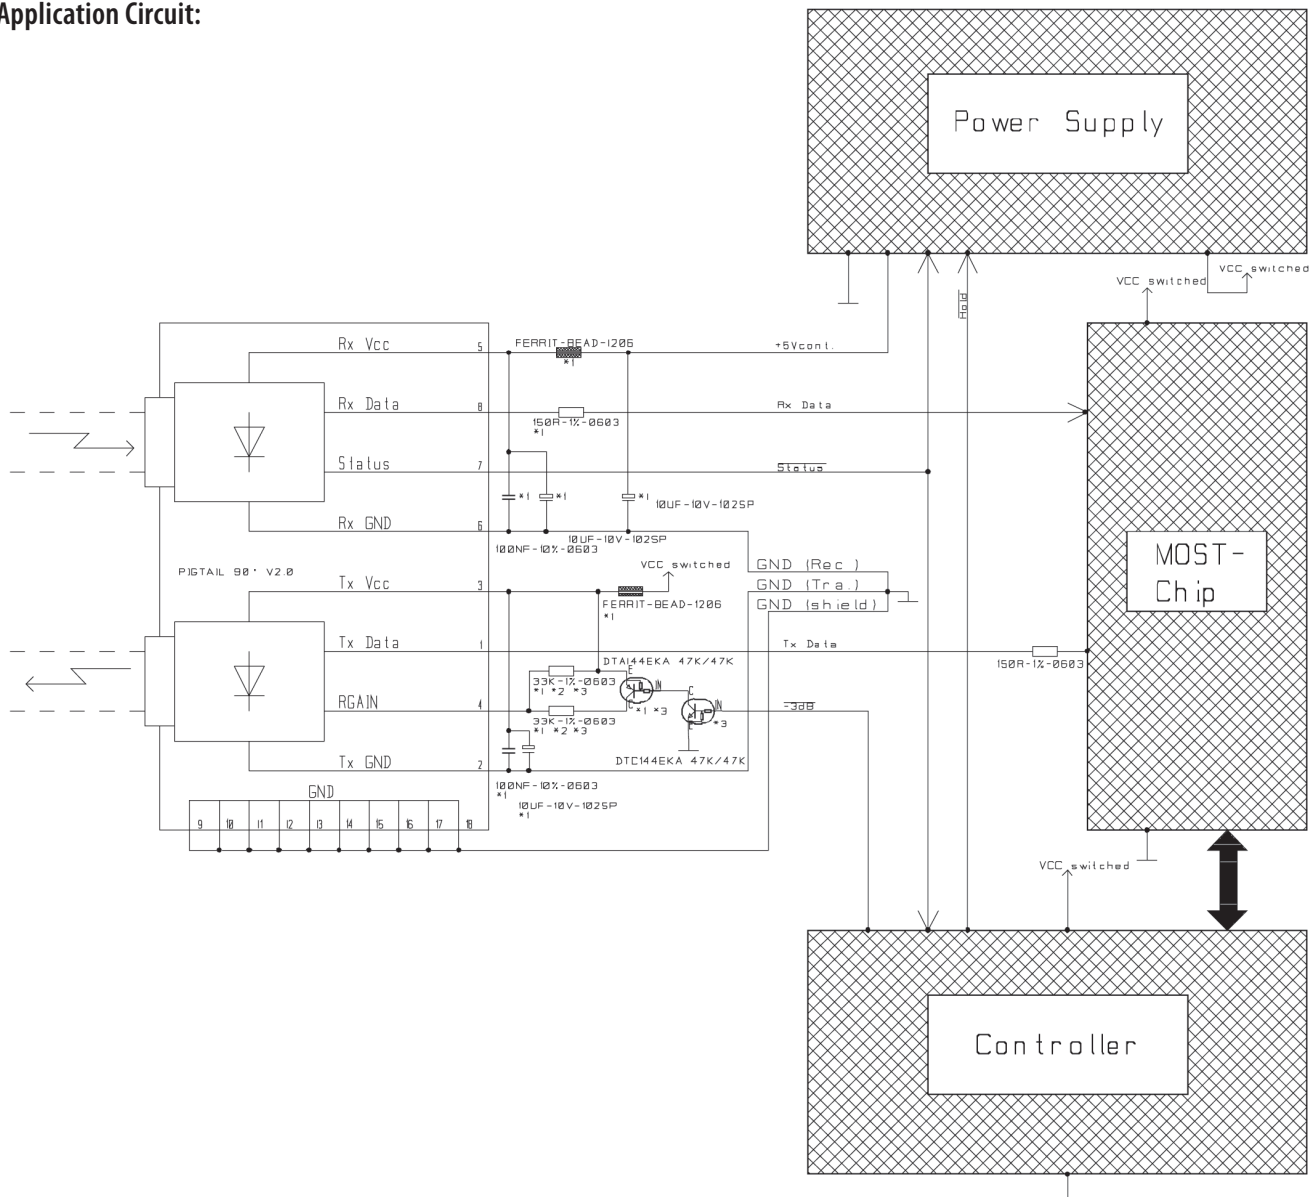 Application Circuit:
Power Supply
VCC switched
VCC switched
Hold
Rx Vcc
5
FERRIT-BEAD-1206
*1
+5Vcont.
Rx Data
8
150R-1%-0603
*1
Rx Data
Status
7
Status
*1
*1
*1
10UF-10V-102SP
Rx GND
6
10UF-10V-102SP
100NF-10%-0603
PIGTAIL 90° V2.0
VCC switched
GND (Rec.)
GND (Tra.)
GND (shield)
Tx Vcc
3
FERRIT-BEAD-1206
*1
MOST-
Chip
Tx Data
1
Tx Data
150R-1%-0603
DTA144EKA 47K/47K
E
IN
C
33K-1%-0603
*1 *2 *3
C
*1 *3
IN
*3
E
RGAIN
4
33K-1%-0603
*1 *2 *3
-3dB
DTC144EKA 47K/47K
Tx GND
2
100NF-10%-0603
*1
10UF-10V-102SP
*1
GND
9 10 11 12 13 14 15 16 17 18
VCC switched
Controller